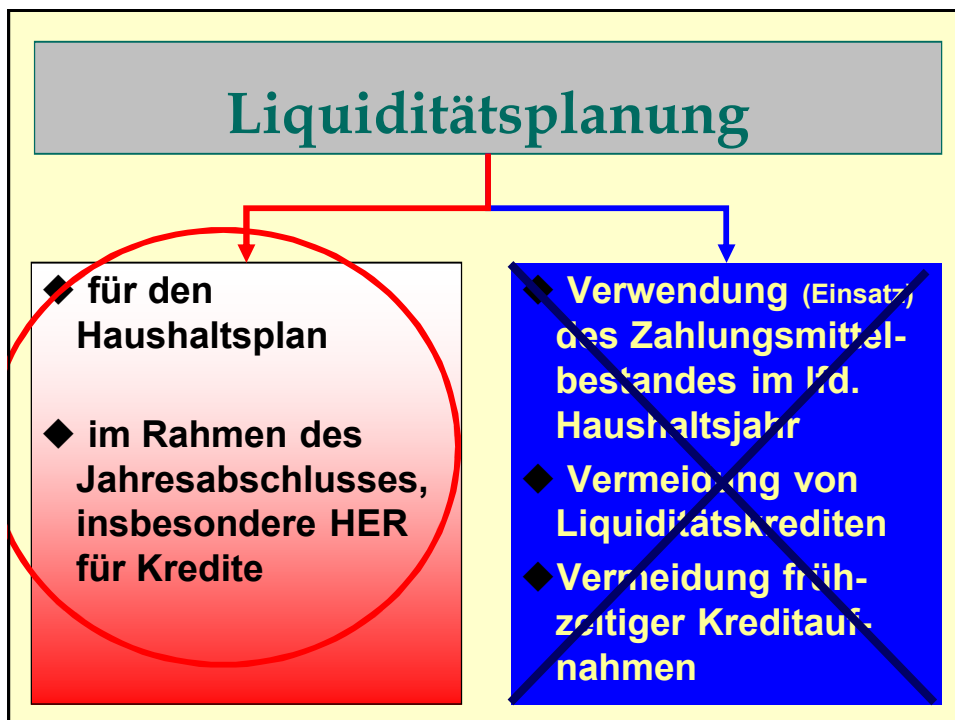 Liquiditätsplanung
◆ für den
Haushaltsplan
◆ im Rahmen des
Jahresabschlusses,
insbesondere HER
für Kredite
◆ Verwendung (Einsatz)
des Zahlungsmittel-
bestandes im lfd.
Haushaltsjahr
◆ Vermeidung von
Liquiditätskrediten
◆ Vermeidung früh-
zeitiger Kreditauf-
nahmen